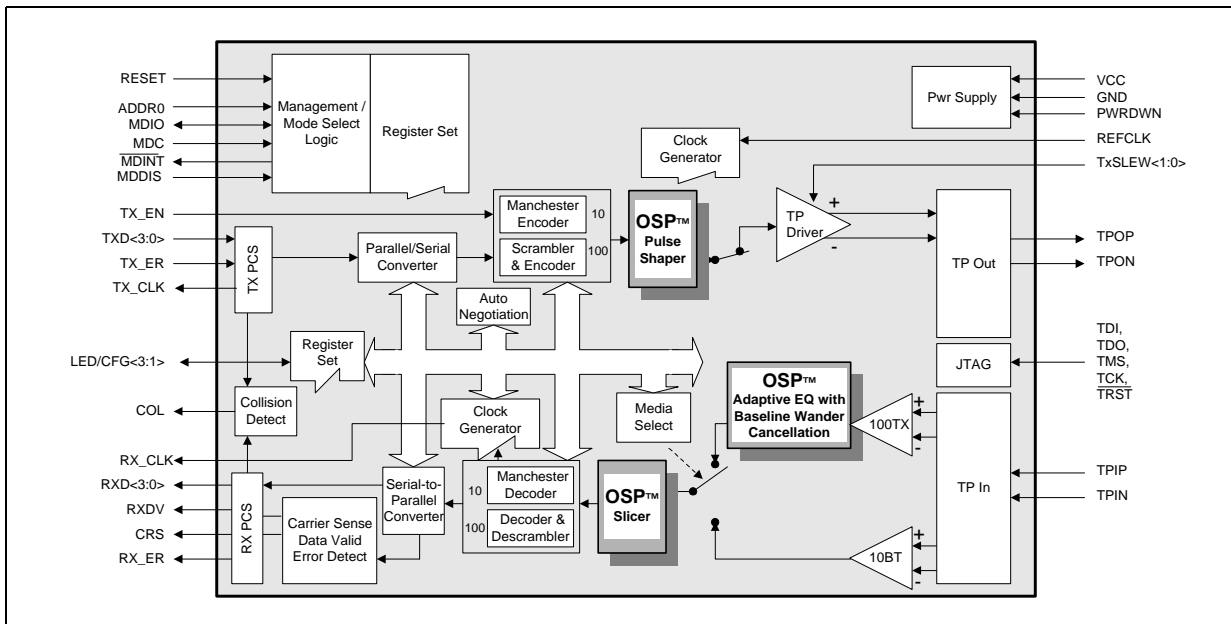 RESET
ADDR0
MDIO
MDC
MDINT
MDDIS
TX_EN
TXD<3:0>
TX_ER
TX_CLK
LED/CFG<3:1>
COL
RX_CLK
RXD<3:0>
RXDV
CRS
RX_ER
Management /
Mode Select
Logic
Register Set
TX PCS
Parallel/Serial
Converter
Manchester
Encoder
10
Scrambler
& Encoder
100
OSP™
Pulse
Shaper
Clock
Generator
Pwr Supply
TP
Driver
+
-
TP Out
Auto
Negotiation
Register
Set
Collision
Detect
Clock
Generator
Media
Select
OSP™
Adaptive EQ with
Baseline Wander
Cancellation
100TX
+
-
JTAG
RX PCS
Carrier Sense
Data Valid
Error Detect
Serial-to-
Parallel
Converter
10
Manchester
Decoder
100
Decoder &
Descrambler
OSP™
Slicer
10BT
+
-
TP In
VCC
GND
PWRDWN
REFCLK
TxSLEW<1:0>
TPOP
TPON
TDI,
TDO,
TMS,
TCK,
TRST
TPIP
TPIN